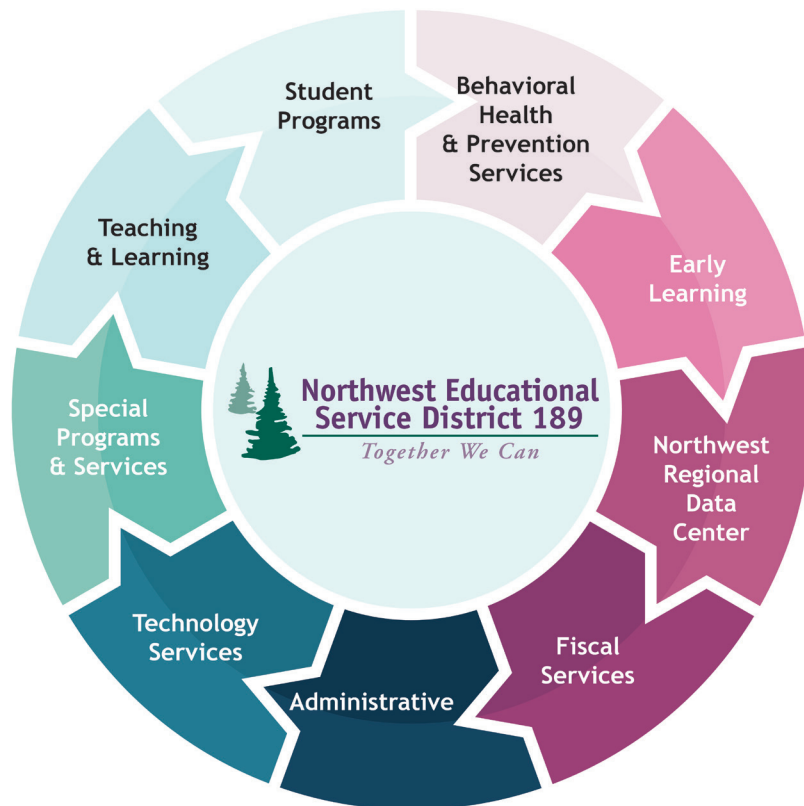 Student
Programs
Behavioral
Health
& Prevention
Services
Early
Learning
Northwest
Regional
Data
Center
Fiscal
Services
Administrative
Technology
Services
Special
Programs
& Services
Teaching
& Learning
Northwest Educational
Service District 189
Together We Can